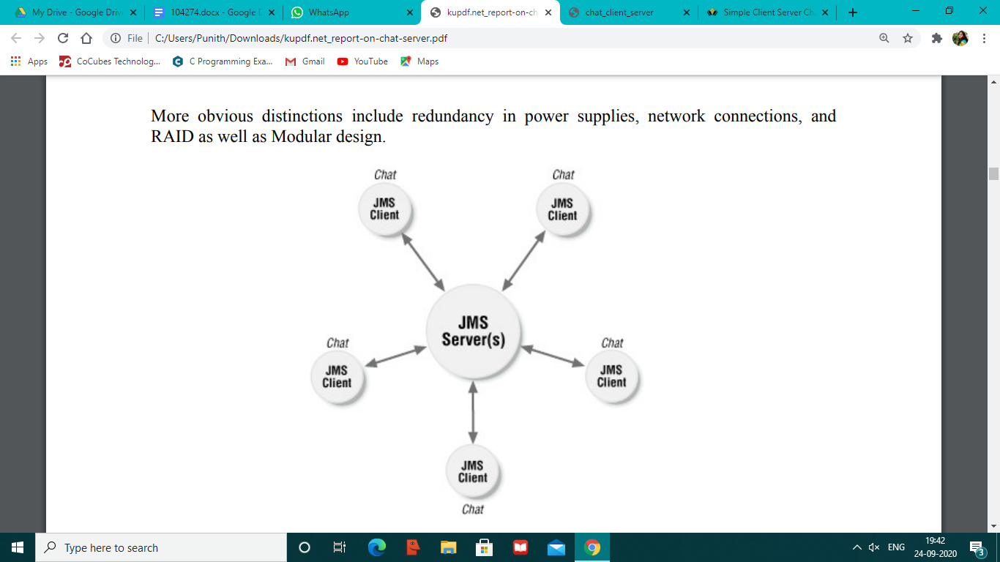 My Drive - Google Driv
104274.docx - Google D
WhatsApp
kupdf.net_report-on-ch
chat_client_server
Simple Client Server Ch
File
C:/Users/Punith/Downloads/kupdf.net_report-on-chat-server.pdf
Apps
CoCubes Technolog...
C Programming Exa...
Gmail
YouTube
Maps
More obvious distinctions include redundancy in power supplies, network connections, and
RAID as well as Modular design.
Chat
JMS
Client
Chat
JMS
Client
JMS
Server(s)
Chat
JMS
Client
Chat
JMS
Client
JMS
Client
Chat
Type here to search
ENG
19:42
24-09-2020
3